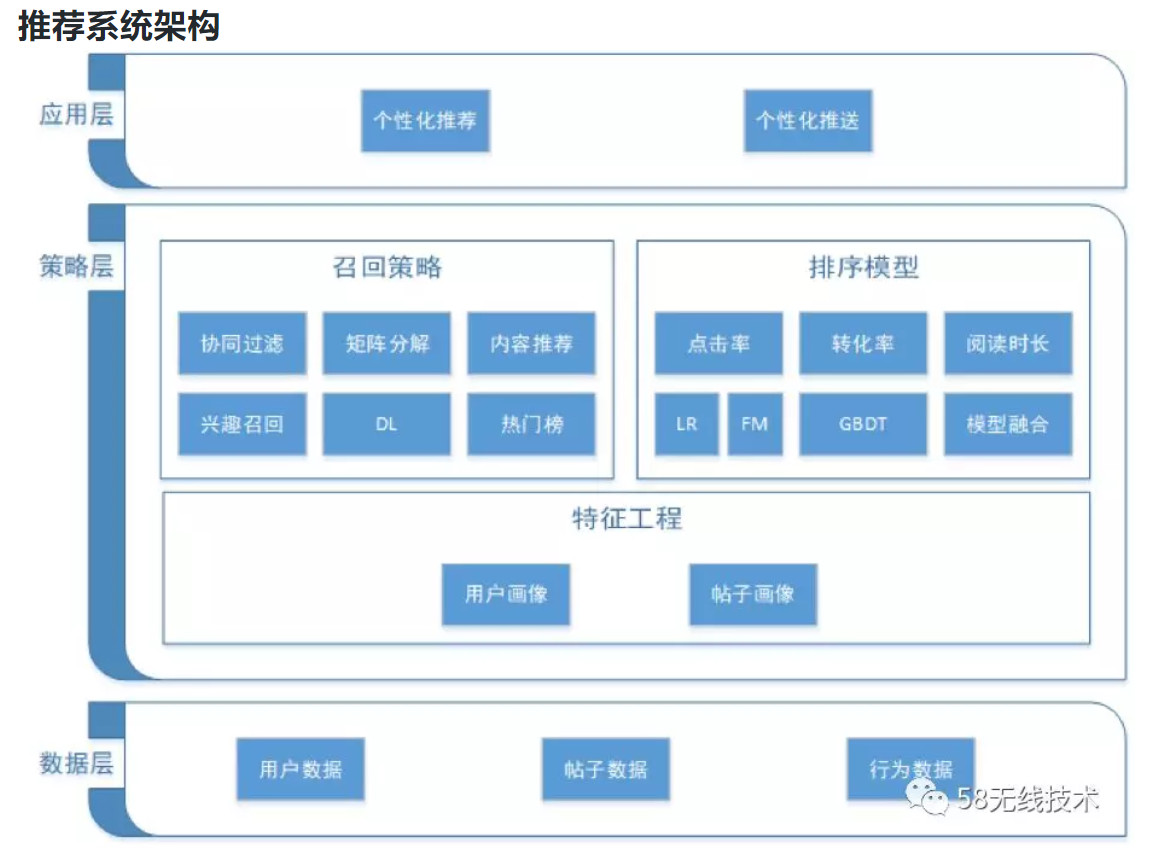 推荐系统架构
应用层
个性化推荐 个性化推送
策略层
召回策略 排序模型
协同过滤 矩阵分解 内容推荐 点击率 转化率 阅读时长
兴趣召回 DL 热门榜 LR FM GBDT 模型融合
特征工程
用户画像 帖子画像
数据层
用户数据 帖子数据 行为数据
58无线技术